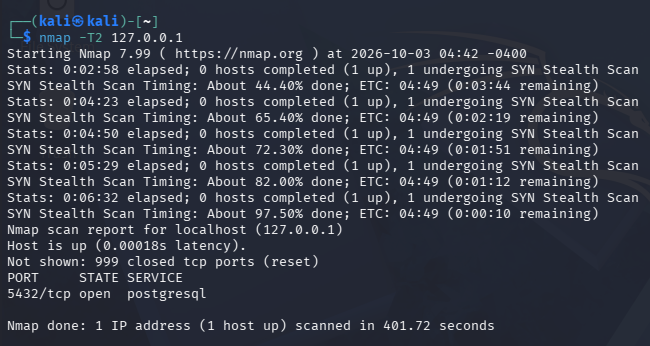 ┌──(kali㉿kali)-[~]
└─$ nmap -T2 127.0.0.1
Starting Nmap 7.99 ( https://nmap.org ) at 2026-10-03 04:42 -0400
Stats: 0:02:58 elapsed; 0 hosts completed (1 up), 1 undergoing SYN Stealth Scan
SYN Stealth Scan Timing: About 44.40% done; ETC: 04:49 (0:03:44 remaining)
Stats: 0:04:23 elapsed; 0 hosts completed (1 up), 1 undergoing SYN Stealth Scan
SYN Stealth Scan Timing: About 65.40% done; ETC: 04:49 (0:02:19 remaining)
Stats: 0:04:50 elapsed; 0 hosts completed (1 up), 1 undergoing SYN Stealth Scan
SYN Stealth Scan Timing: About 72.30% done; ETC: 04:49 (0:01:51 remaining)
Stats: 0:05:29 elapsed; 0 hosts completed (1 up), 1 undergoing SYN Stealth Scan
SYN Stealth Scan Timing: About 82.00% done; ETC: 04:49 (0:01:12 remaining)
Stats: 0:06:32 elapsed; 0 hosts completed (1 up), 1 undergoing SYN Stealth Scan
SYN Stealth Scan Timing: About 97.50% done; ETC: 04:49 (0:00:10 remaining)
Nmap scan report for localhost (127.0.0.1)
Host is up (0.00018s latency).
Not shown: 999 closed tcp ports (reset)
PORT     STATE SERVICE
5432/tcp open  postgresql
Nmap done: 1 IP address (1 host up) scanned in 401.72 seconds